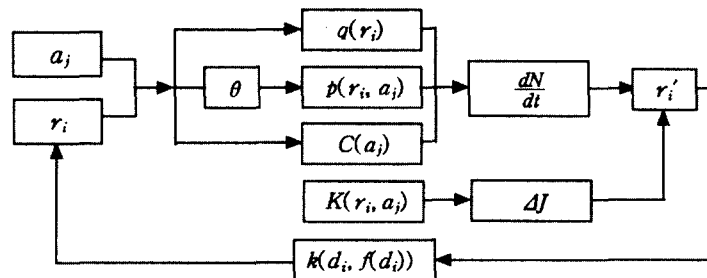 a_j
r_i
θ
q(r_i)
p(r_i, a_j)
C(a_j)
dN/dt
r_i′
K(r_i, a_j)
ΔJ
k(d_i, f(d_i))